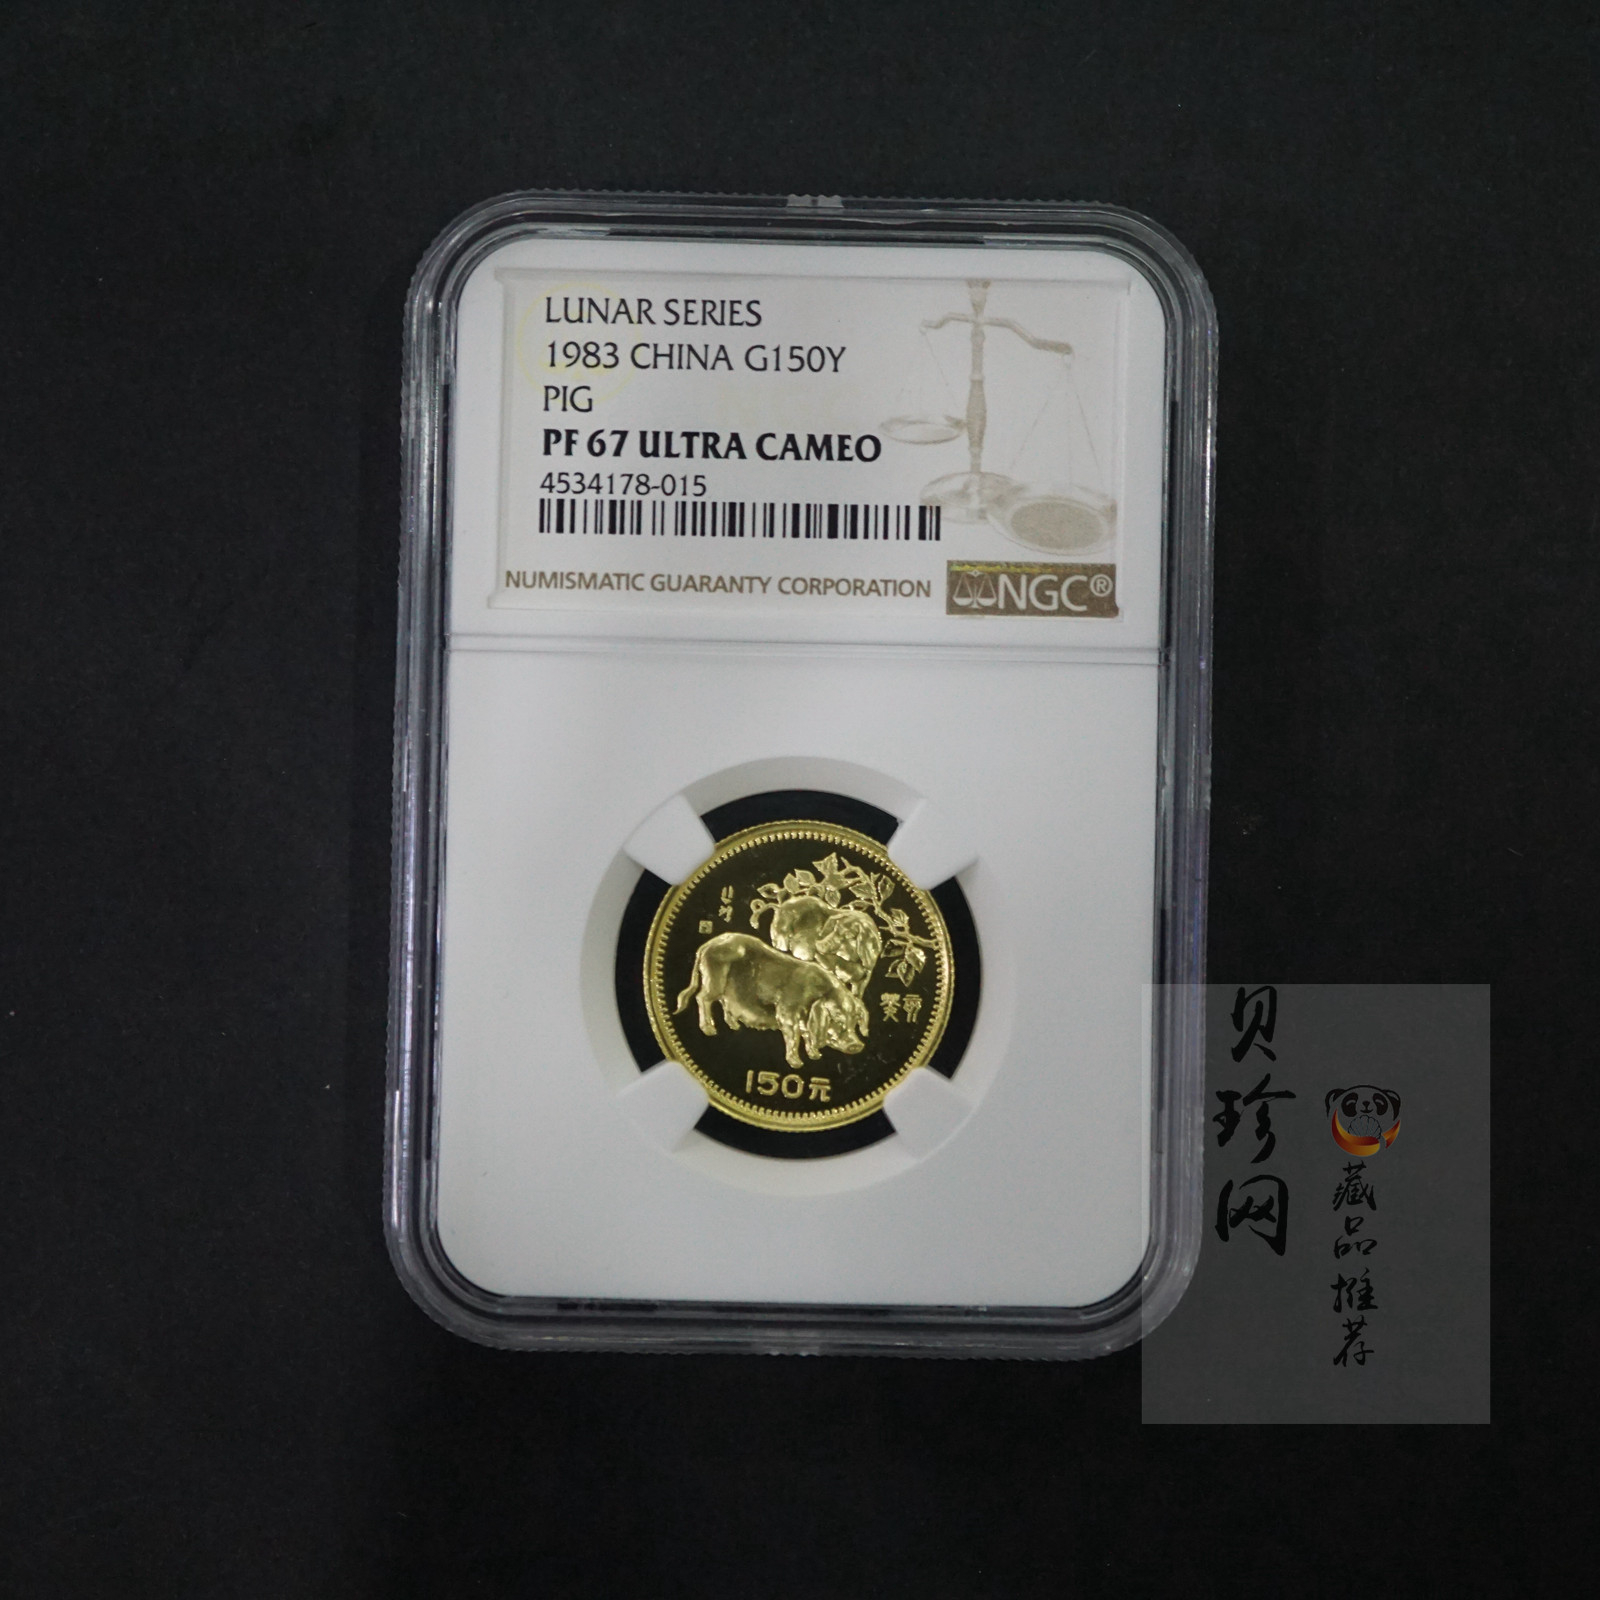 LUNAR SERIES
1983 CHINA G150Y
PIG
PF 67 ULTRA CAMEO
4534178-015
NUMISMATIC GUARANTY CORPORATION
NGC®
癸亥
150元
贝珍网
藏品推荐